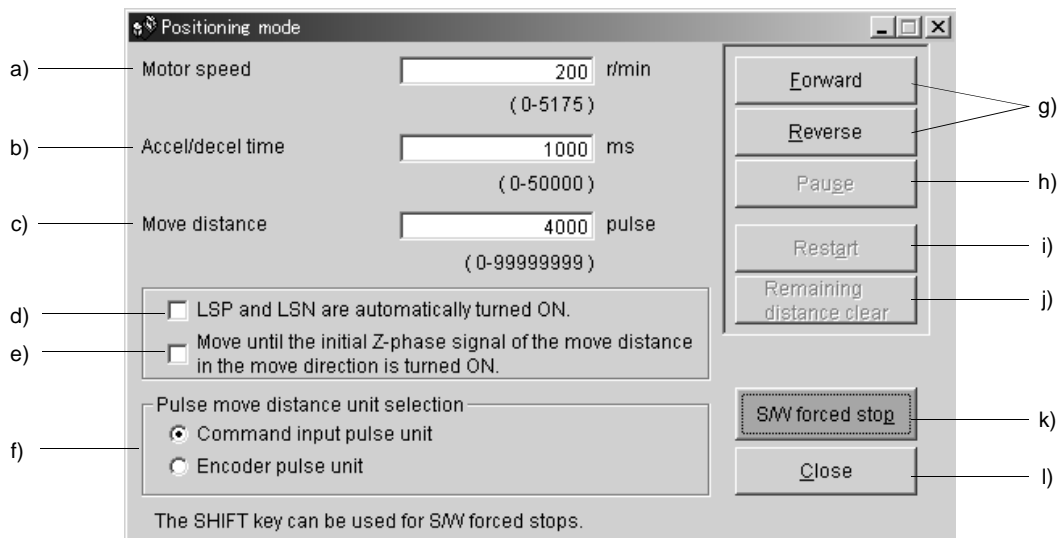 Positioning mode
a) Motor speed 200 r/min
(0-5175)
b) Accel/decel time 1000 ms
(0-50000)
c) Move distance 4000 pulse
(0-99999999)
d) LSP and LSN are automatically turned ON.
e) Move until the initial Z-phase signal of the move distance
in the move direction is turned ON.
f) Pulse move distance unit selection
Command input pulse unit
Encoder pulse unit
The SHIFT key can be used for S/W forced stops.
Forward
g)
Reverse
Pause h)
Restart i)
Remaining
distance clear j)
S/W forced stop k)
Close l)